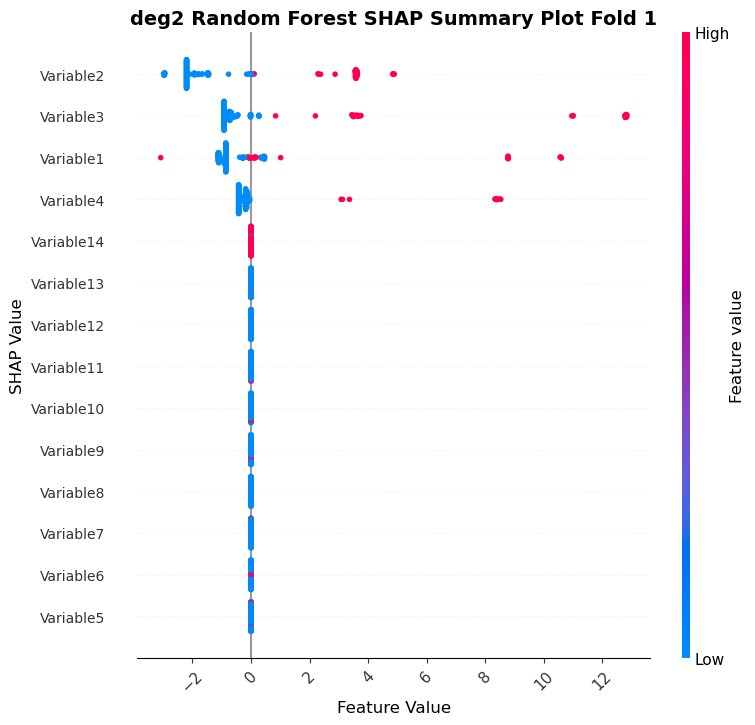 deg2 Random Forest SHAP Summary Plot Fold 1
High
Variable2
Variable3
Variable1
Variable4
Variable14
Variable13
Variable12
Variable11
Variable10
Variable9
Variable8
Variable7
Variable6
Variable5
SHAP Value
Feature value
Low
−2
0
2
4
6
8
10
12
Feature Value